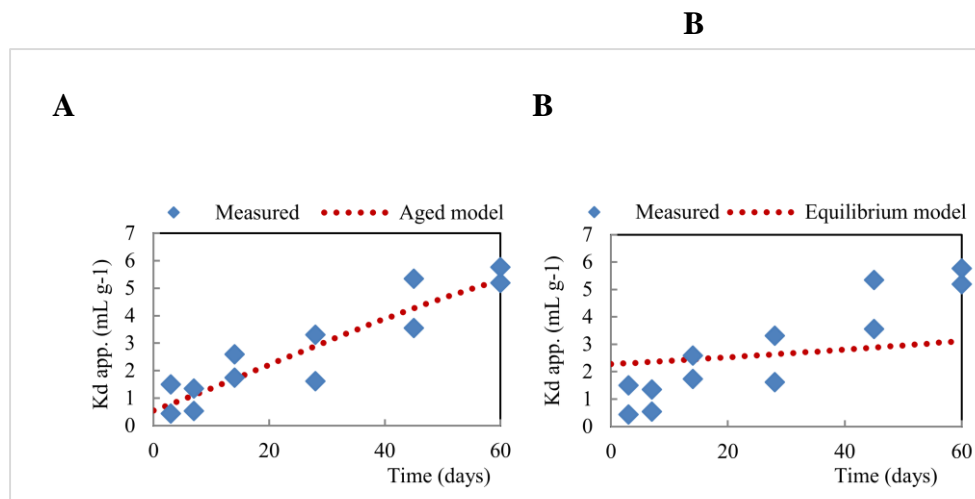 B
A
B
Measured Aged model
7
6
5
4
3
2
1
0
Kd app. (mL g-1)
0 20 40 60
Time (days)
Measured Equilibrium model
7
6
5
4
3
2
1
0
Kd app. (mL g-1)
0 20 40 60
Time (days)